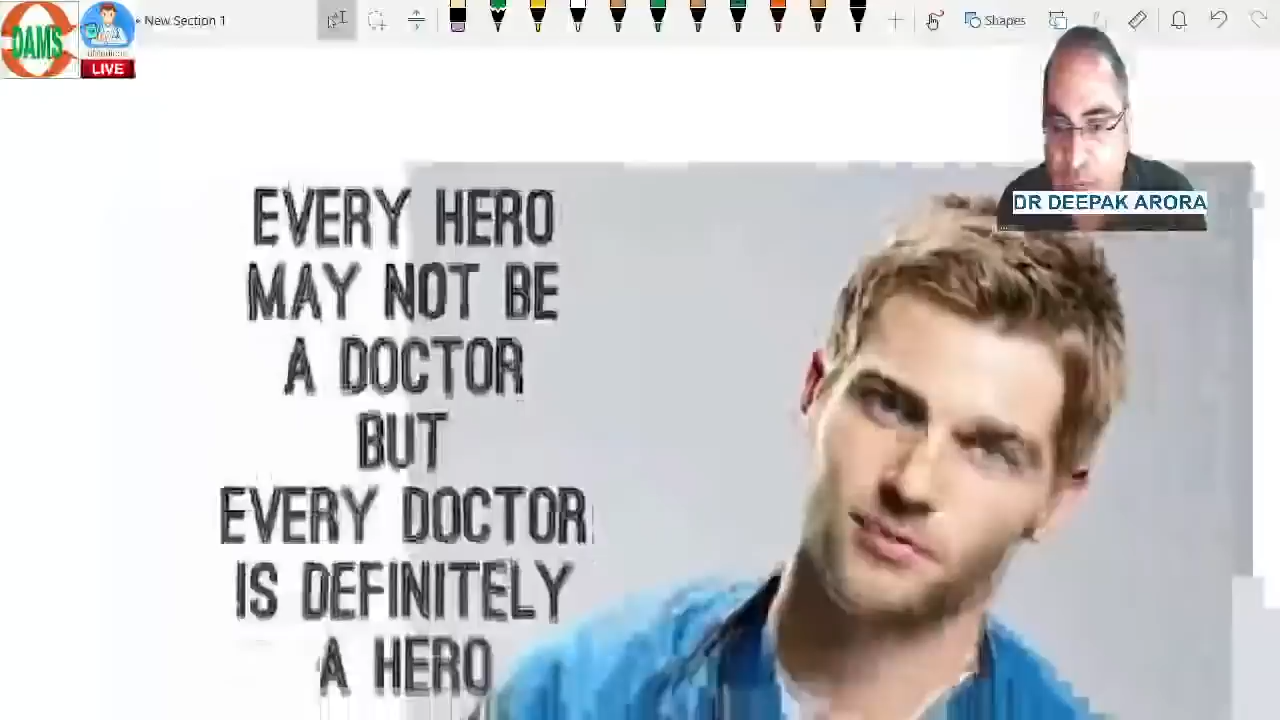 New Section 1
Shapes
DAMS
LIVE
DR DEEPAK ARORA
EVERY HERO
MAY NOT BE
A DOCTOR
BUT
EVERY DOCTOR
IS DEFINITELY
A HERO